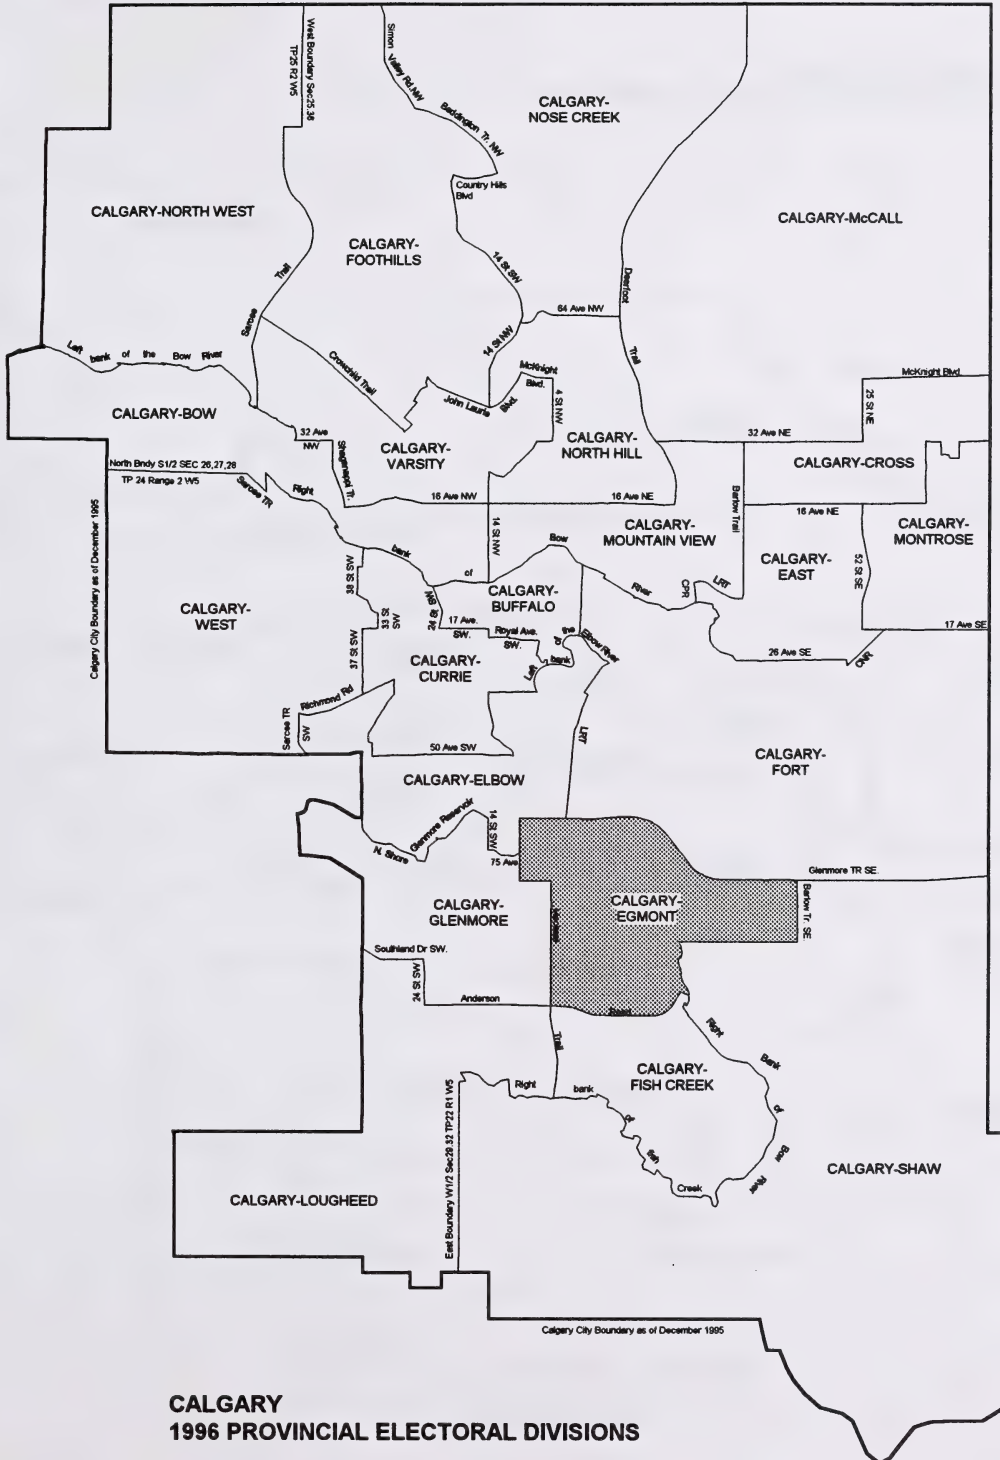 West Boundary Sec25,36
TP25 R2 W5
Simon
Valley Rd. NW
Beddington Tr. NW
CALGARY-
NOSE CREEK
Country Hills
Blvd
CALGARY-NORTH WEST
CALGARY-
FOOTHILLS
CALGARY-McCALL
14 St SW
Sarcee
Trail
Deerfoot
Trail
64 Ave NW
14 St NW
Left bank of the Bow River
Crowchild Trail
McKnight
Blvd.
John Laurie
Blvd.
4 St NW
McKnight Blvd.
25 St NE
CALGARY-BOW
32 Ave
NW
Shaganappi Tr.
CALGARY-
VARSITY
CALGARY-
NORTH HILL
32 Ave NE
CALGARY-CROSS
North Bndy S1/2 SEC 26,27,28
TP 24 Range 2 W5
Sarcee TR
Right
bank
of
Bow
River
16 Ave NW
16 Ave NE
Barlow Trail
16 Ave NE
14 St NW
CALGARY-
MOUNTAIN VIEW
CALGARY-
MONTROSE
CALGARY-
EAST
52 St SE
Calgary City Boundary as of December 1995
38 St SW
33 St
SW
37 St SW
CALGARY-
WEST
24 St
SW
CALGARY-
BUFFALO
17 Ave.
SW.
Royal Ave.
SW.
Left
bank
of
the
Elbow River
CPR
LRT
17 Ave SE
26 Ave SE
CNR
CALGARY-
CURRIE
Richmond Rd
Sarcee TR
SW
50 Ave SW
LRT
CALGARY-
FORT
CALGARY-ELBOW
N. Shore
Glenmore Reservoir
14 St SW
75 Ave
Glenmore TR SE.
Barlow Tr. SE
CALGARY-
GLENMORE
CALGARY-
EGMONT
Macleod
Southland Dr SW.
24 St SW
Anderson
Road
Trail
Right
Bank
of
Bow
River
CALGARY-
FISH CREEK
Right
bank
of
fish
Creek
East Boundary W1/2 Sec29,32 TP22 R1 W5
CALGARY-SHAW
CALGARY-LOUGHEED
Calgary City Boundary as of December 1995
CALGARY
1996 PROVINCIAL ELECTORAL DIVISIONS